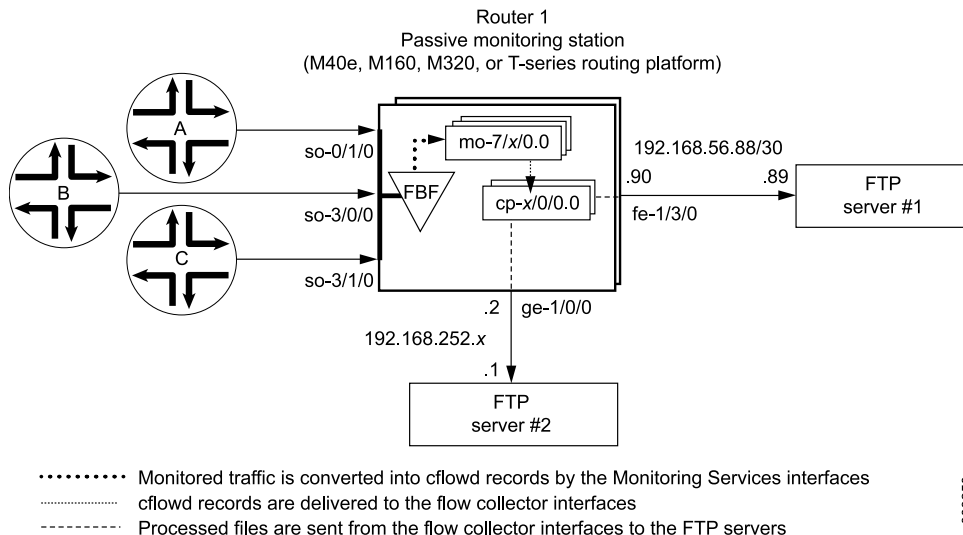 Router 1
Passive monitoring station
(M40e, M160, M320, or T-series routing platform)
A
so-0/1/0
mo-7/x/0.0
192.168.56.88/30
B
so-3/0/0
FBF
cp-x/0/0.0
.90
.89
FTP
server #1
fe-1/3/0
C
so-3/1/0
.2
ge-1/0/0
192.168.252.x
.1
FTP
server #2
Monitored traffic is converted into cflowd records by the Monitoring Services interfaces
cflowd records are delivered to the flow collector interfaces
Processed files are sent from the flow collector interfaces to the FTP servers